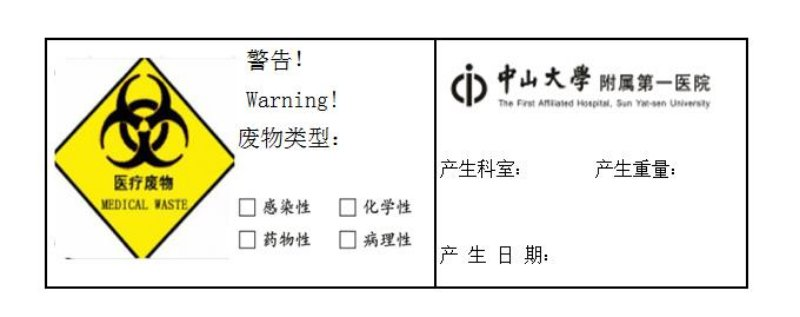 医疗废物
MEDICAL WASTE
警告！
Warning!
废物类型：
□ 感染性 □ 化学性
□ 药物性 □ 病理性
中山大學 附属第一医院
The First Affiliated Hospital, Sun Yat-sen University
产生科室： 产生重量：
产 生 日 期：